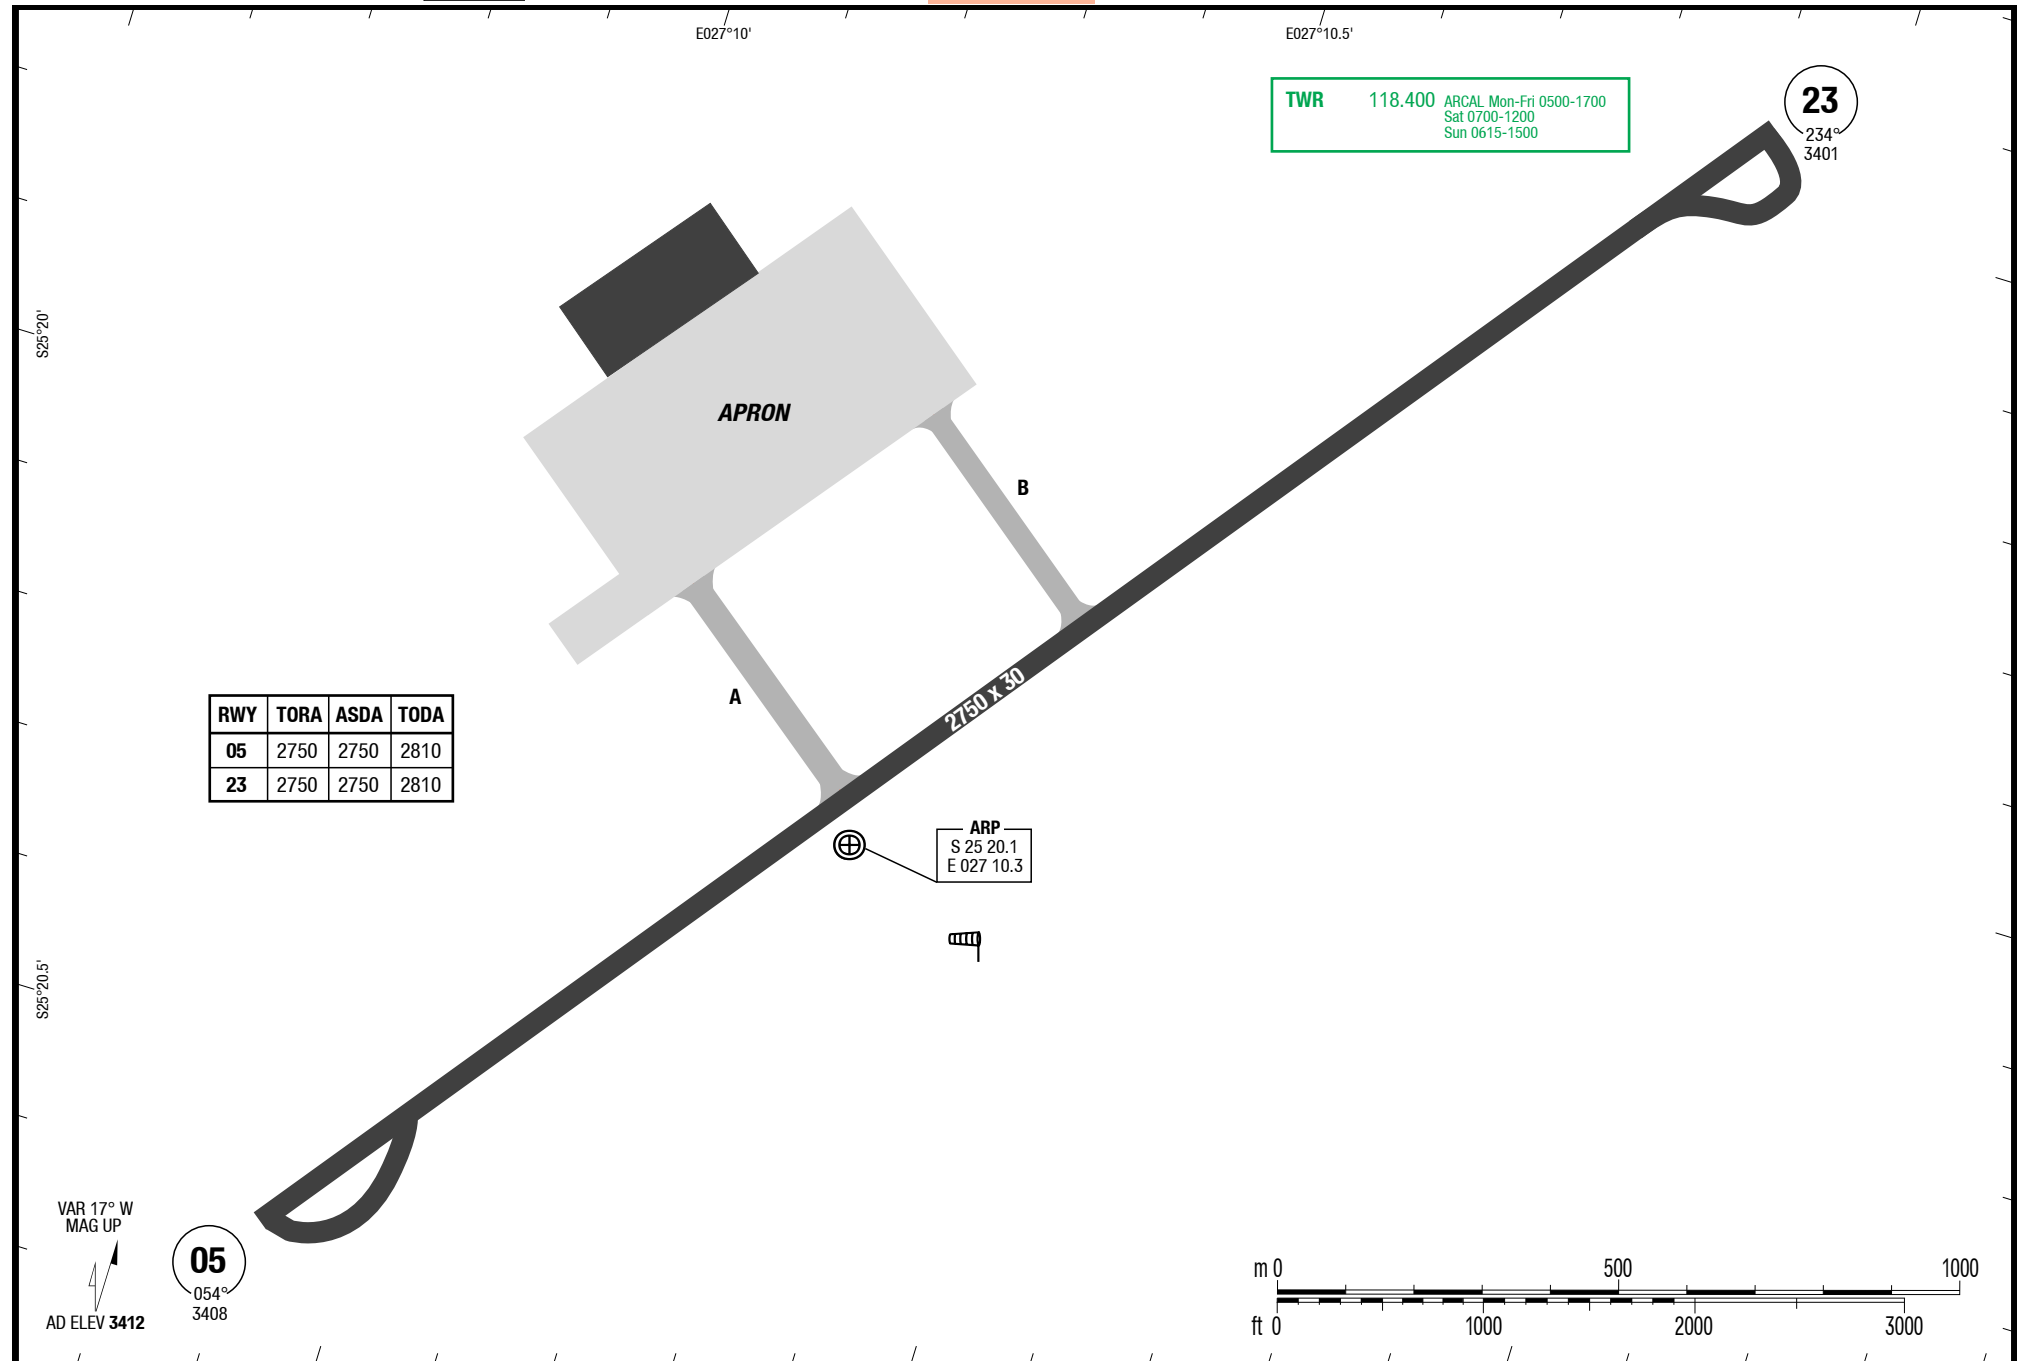 E027°10'
E027°10.5'
TWR 118.400 ARCAL Mon-Fri 0500-1700
Sat 0700-1200
Sun 0615-1500
23
234°
3401
S25°20'
APRON
B
A
2750 x 30
RWY TORA ASDA TODA
05 2750 2750 2810
23 2750 2750 2810
ARP
S 25 20.1
E 027 10.3
S25°20.5'
VAR 17° W
MAG UP
AD ELEV 3412
05
054°
3408
m 0 500 1000
ft 0 1000 2000 3000